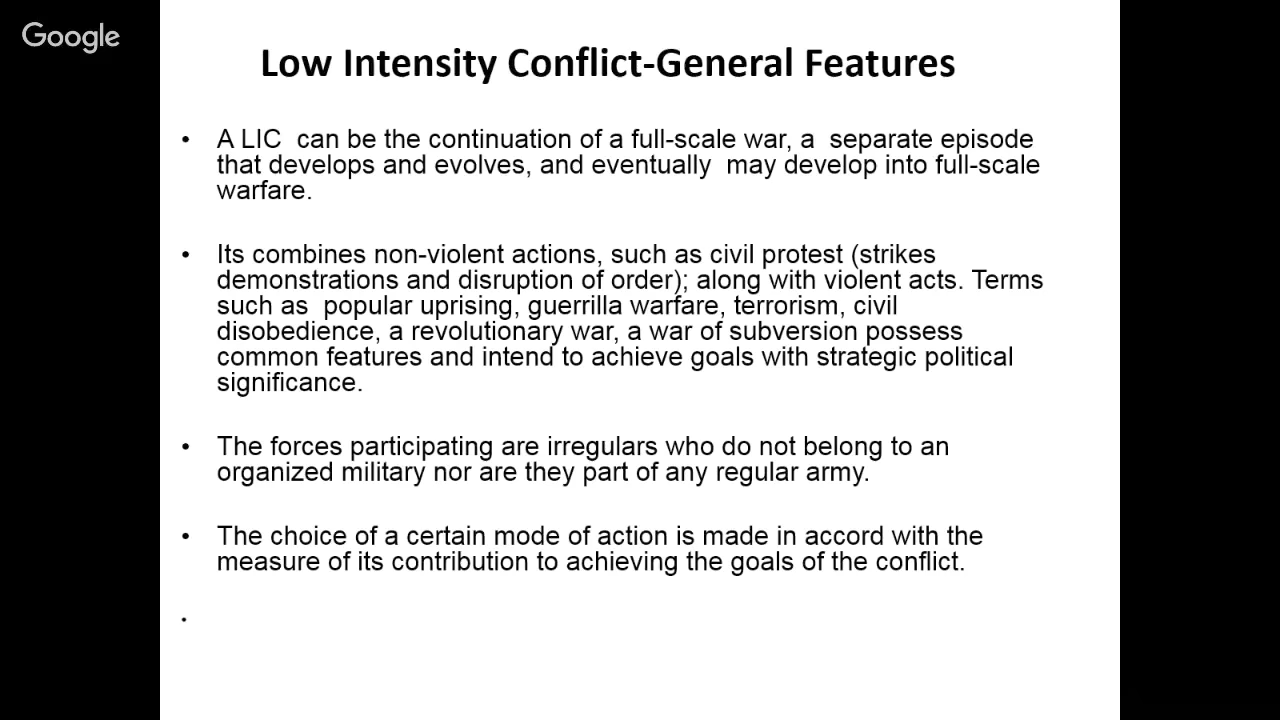 Google
Low Intensity Conflict-General Features
• A LIC  can be the continuation of a full-scale war, a  separate episode
that develops and evolves, and eventually  may develop into full-scale
warfare.
• Its combines non-violent actions, such as civil protest (strikes
demonstrations and disruption of order); along with violent acts. Terms
such as  popular uprising, guerrilla warfare, terrorism, civil
disobedience, a revolutionary war, a war of subversion possess
common features and intend to achieve goals with strategic political
significance.
• The forces participating are irregulars who do not belong to an
organized military nor are they part of any regular army.
• The choice of a certain mode of action is made in accord with the
measure of its contribution to achieving the goals of the conflict.
•